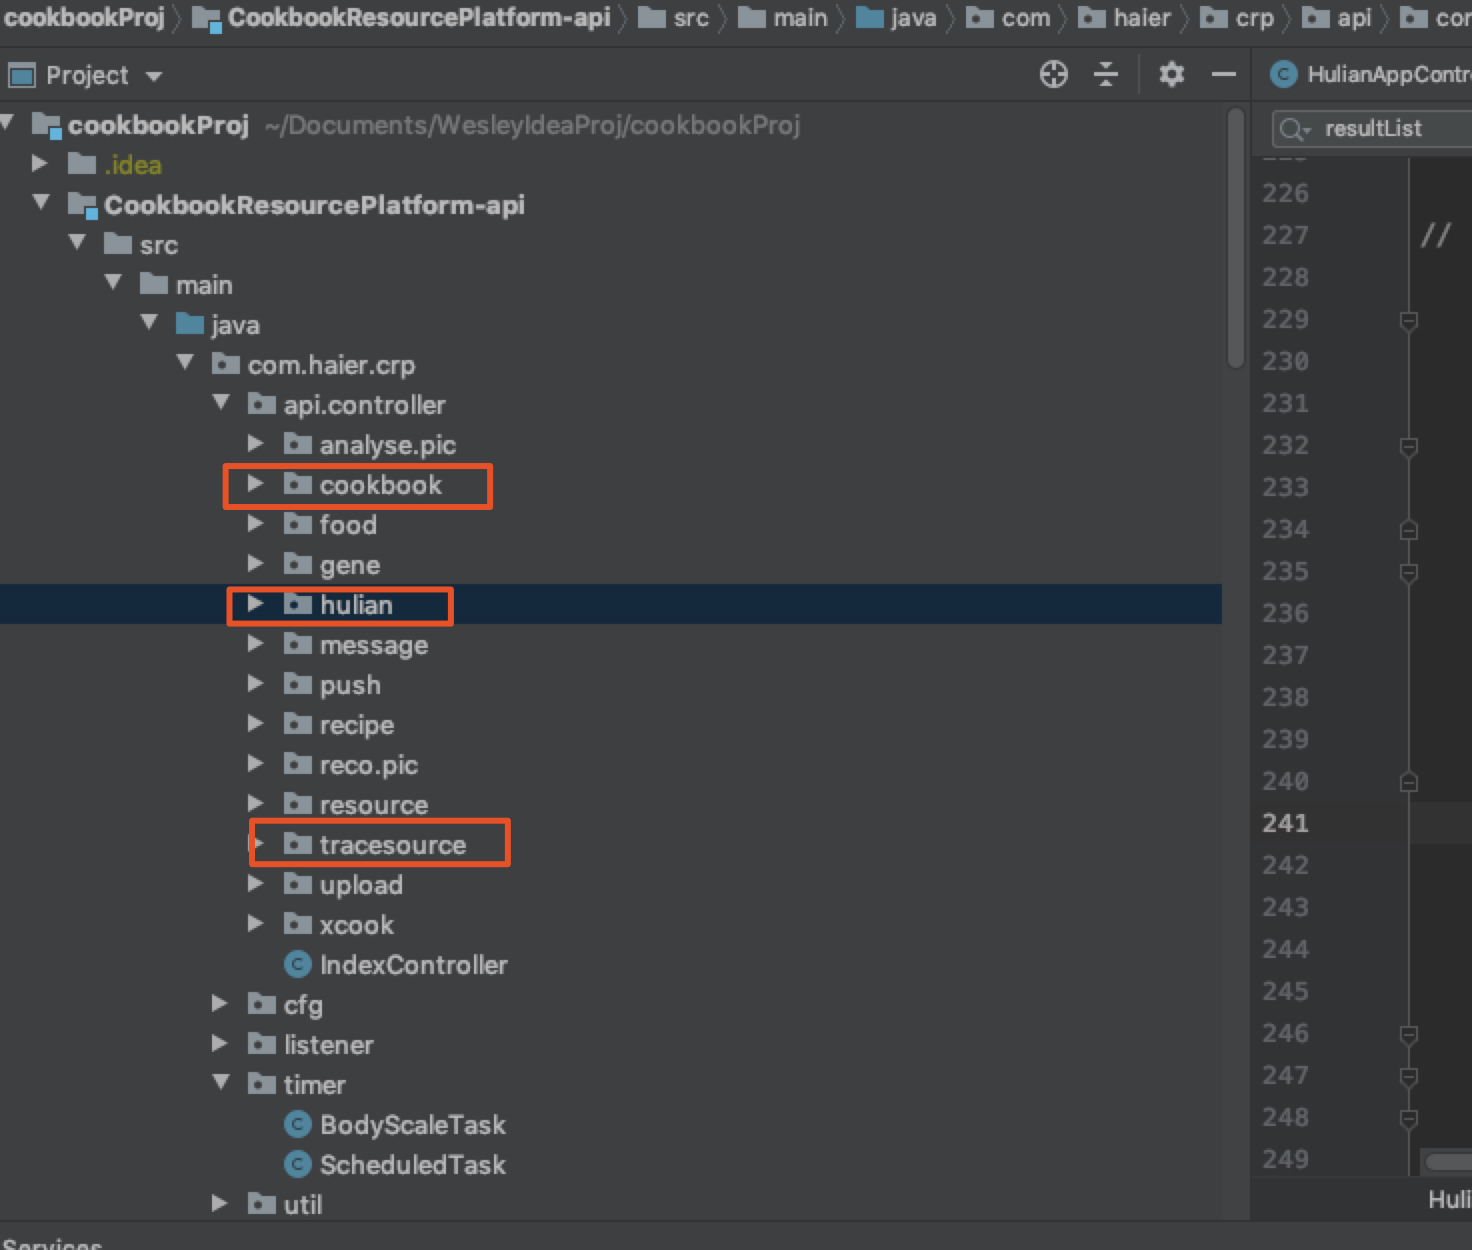 cookbookProj CookbookResourcePlatform-api src main java com haier crp api
Project
HulianAppContr
cookbookProj ~/Documents/WesleyIdeaProj/cookbookProj
resultList
.idea
CookbookResourcePlatform-api
src
main
java
com.haier.crp
api.controller
analyse.pic
cookbook
food
gene
hulian
message
push
recipe
reco.pic
resource
tracesource
upload
xcook
IndexController
cfg
listener
timer
BodyScaleTask
ScheduledTask
util
226
227 //
228
229
230
231
232
233
234
235
236
237
238
239
240
241
242
243
244
245
246
247
248
249
Huli
Services